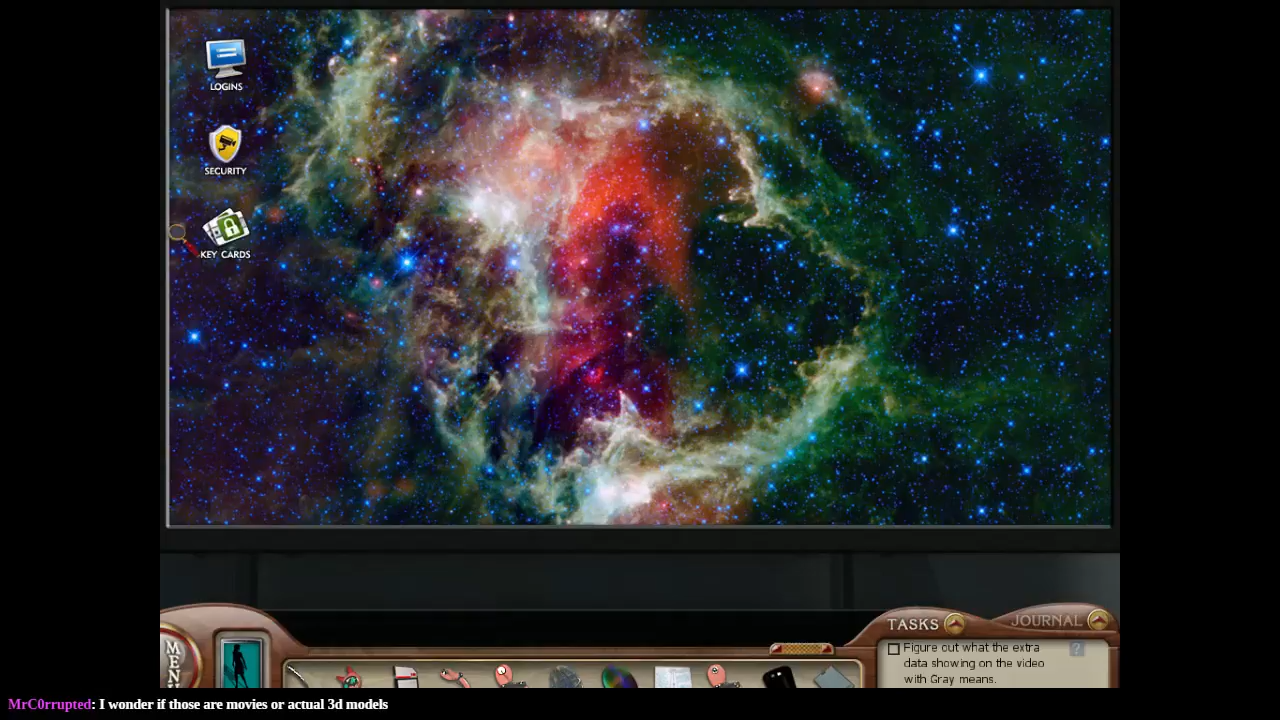 LOGINS
SECURITY
KEY CARDS
TASKS
JOURNAL
Figure out what the extra
data showing on the video
with Gray means.
?
MENU
MrC0rrupted: I wonder if those are movies or actual 3d models